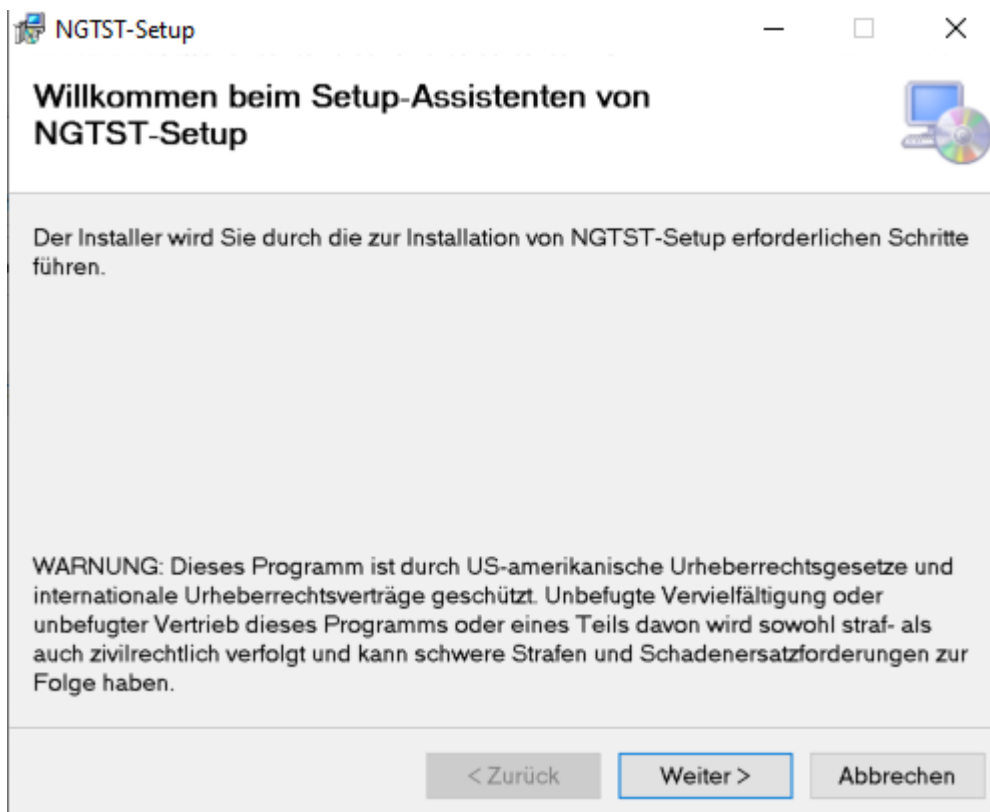 NGTST-Setup
Willkommen beim Setup-Assistenten von
NGTST-Setup
Der Installer wird Sie durch die zur Installation von NGTST-Setup erforderlichen Schritte
führen.
WARNUNG: Dieses Programm ist durch US-amerikanische Urheberrechtsgesetze und
internationale Urheberrechtsverträge geschützt. Unbefugte Vervielfältigung oder
unbefugter Vertrieb dieses Programms oder eines Teils davon wird sowohl straf- als
auch zivilrechtlich verfolgt und kann schwere Strafen und Schadenersatzforderungen zur
Folge haben.
< Zurück Weiter > Abbrechen